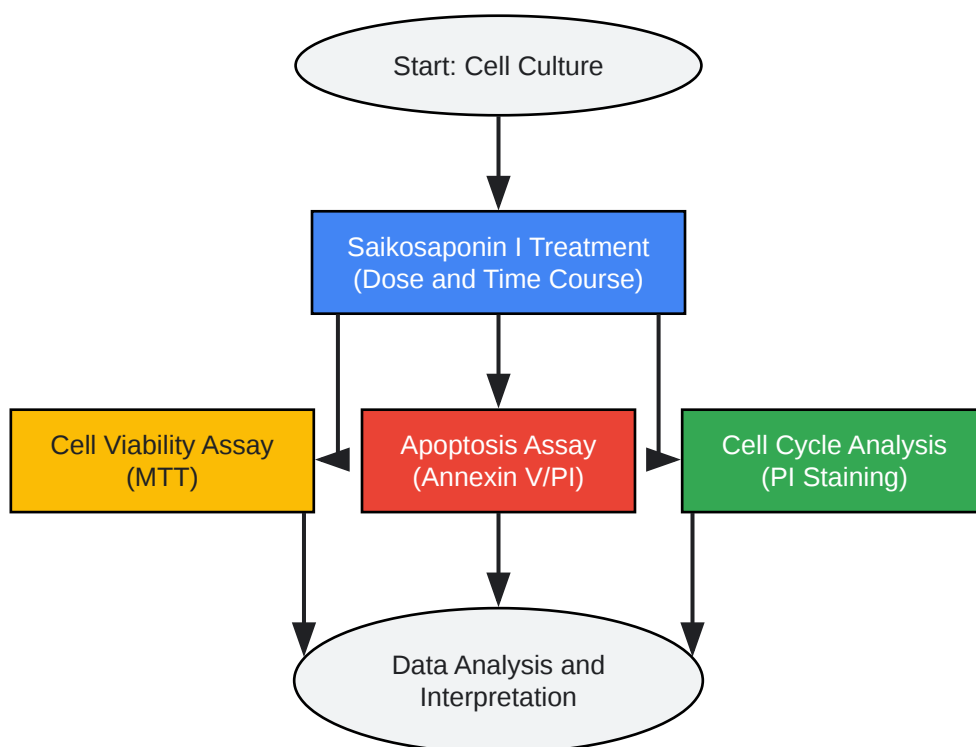 Start: Cell Culture
Saikosaponin I Treatment
(Dose and Time Course)
Cell Viability Assay
(MTT)
Apoptosis Assay
(Annexin V/PI)
Cell Cycle Analysis
(PI Staining)
Data Analysis and
Interpretation